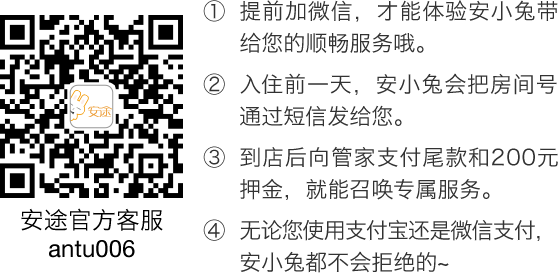 ① 提前加微信，才能体验安小兔带
给您的顺畅服务哦。
② 入住前一天，安小兔会把房间号
通过短信发给您。
③ 到店后向管家支付尾款和200元
押金，就能召唤专属服务。
④ 无论您使用支付宝还是微信支付，
安小兔都不会拒绝的~
安途
安途官方客服
antu006